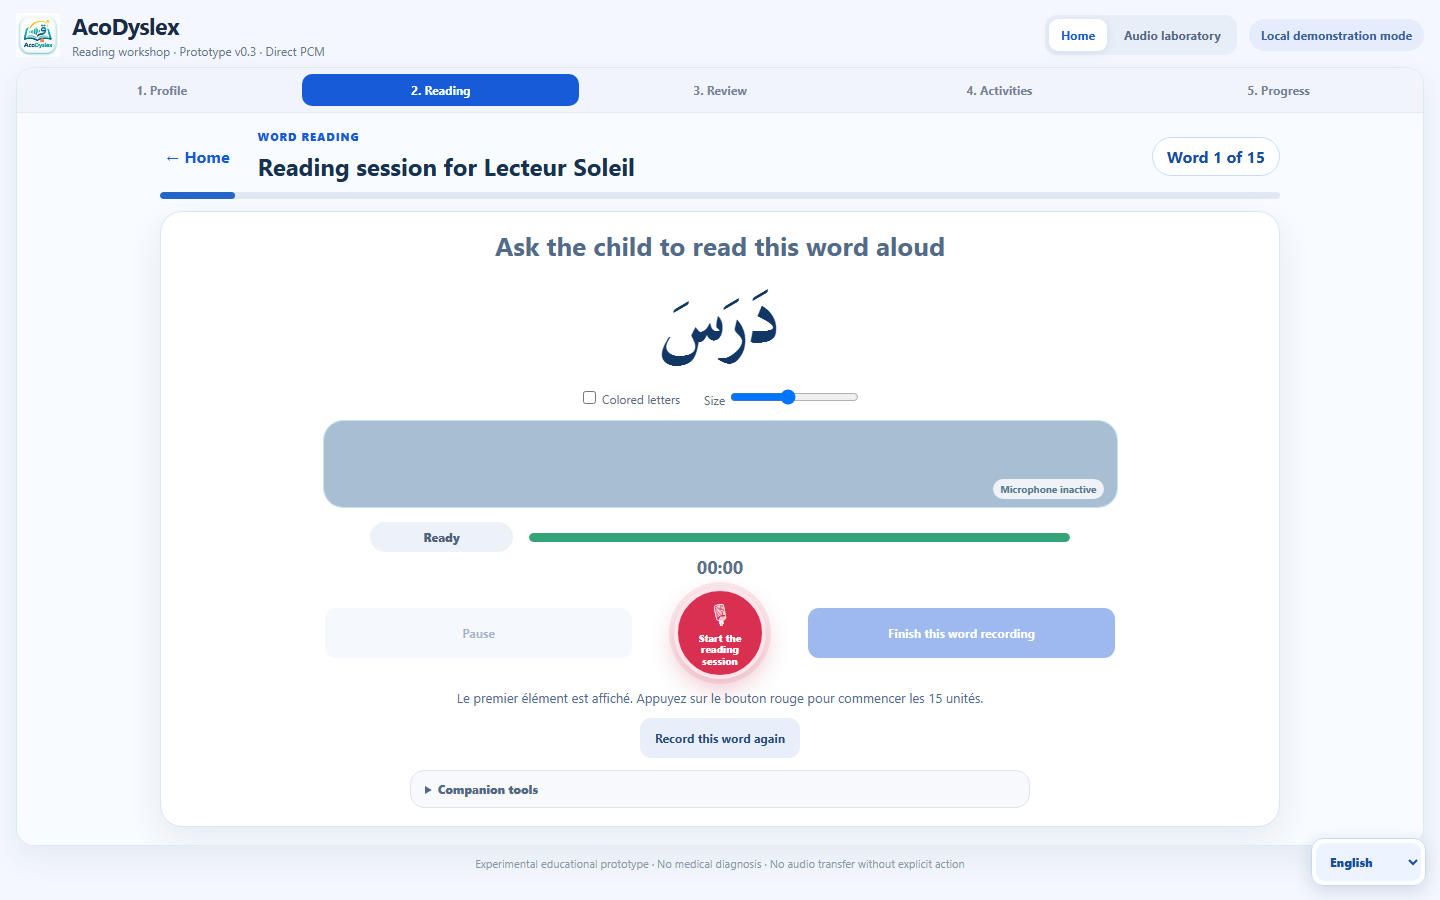 AcoDyslex
Reading workshop · Prototype v0.3 · Direct PCM
Home
Audio laboratory
Local demonstration mode
1. Profile
2. Reading
3. Review
4. Activities
5. Progress
← Home
WORD READING
Reading session for Lecteur Soleil
Word 1 of 15
Ask the child to read this word aloud
دَرَسَ
Colored letters
Size
Microphone inactive
Ready
00:00
Pause
Start the
reading
session
Finish this word recording
Le premier élément est affiché. Appuyez sur le bouton rouge pour commencer les 15 unités.
Record this word again
Companion tools
Experimental educational prototype · No medical diagnosis · No audio transfer without explicit action
English